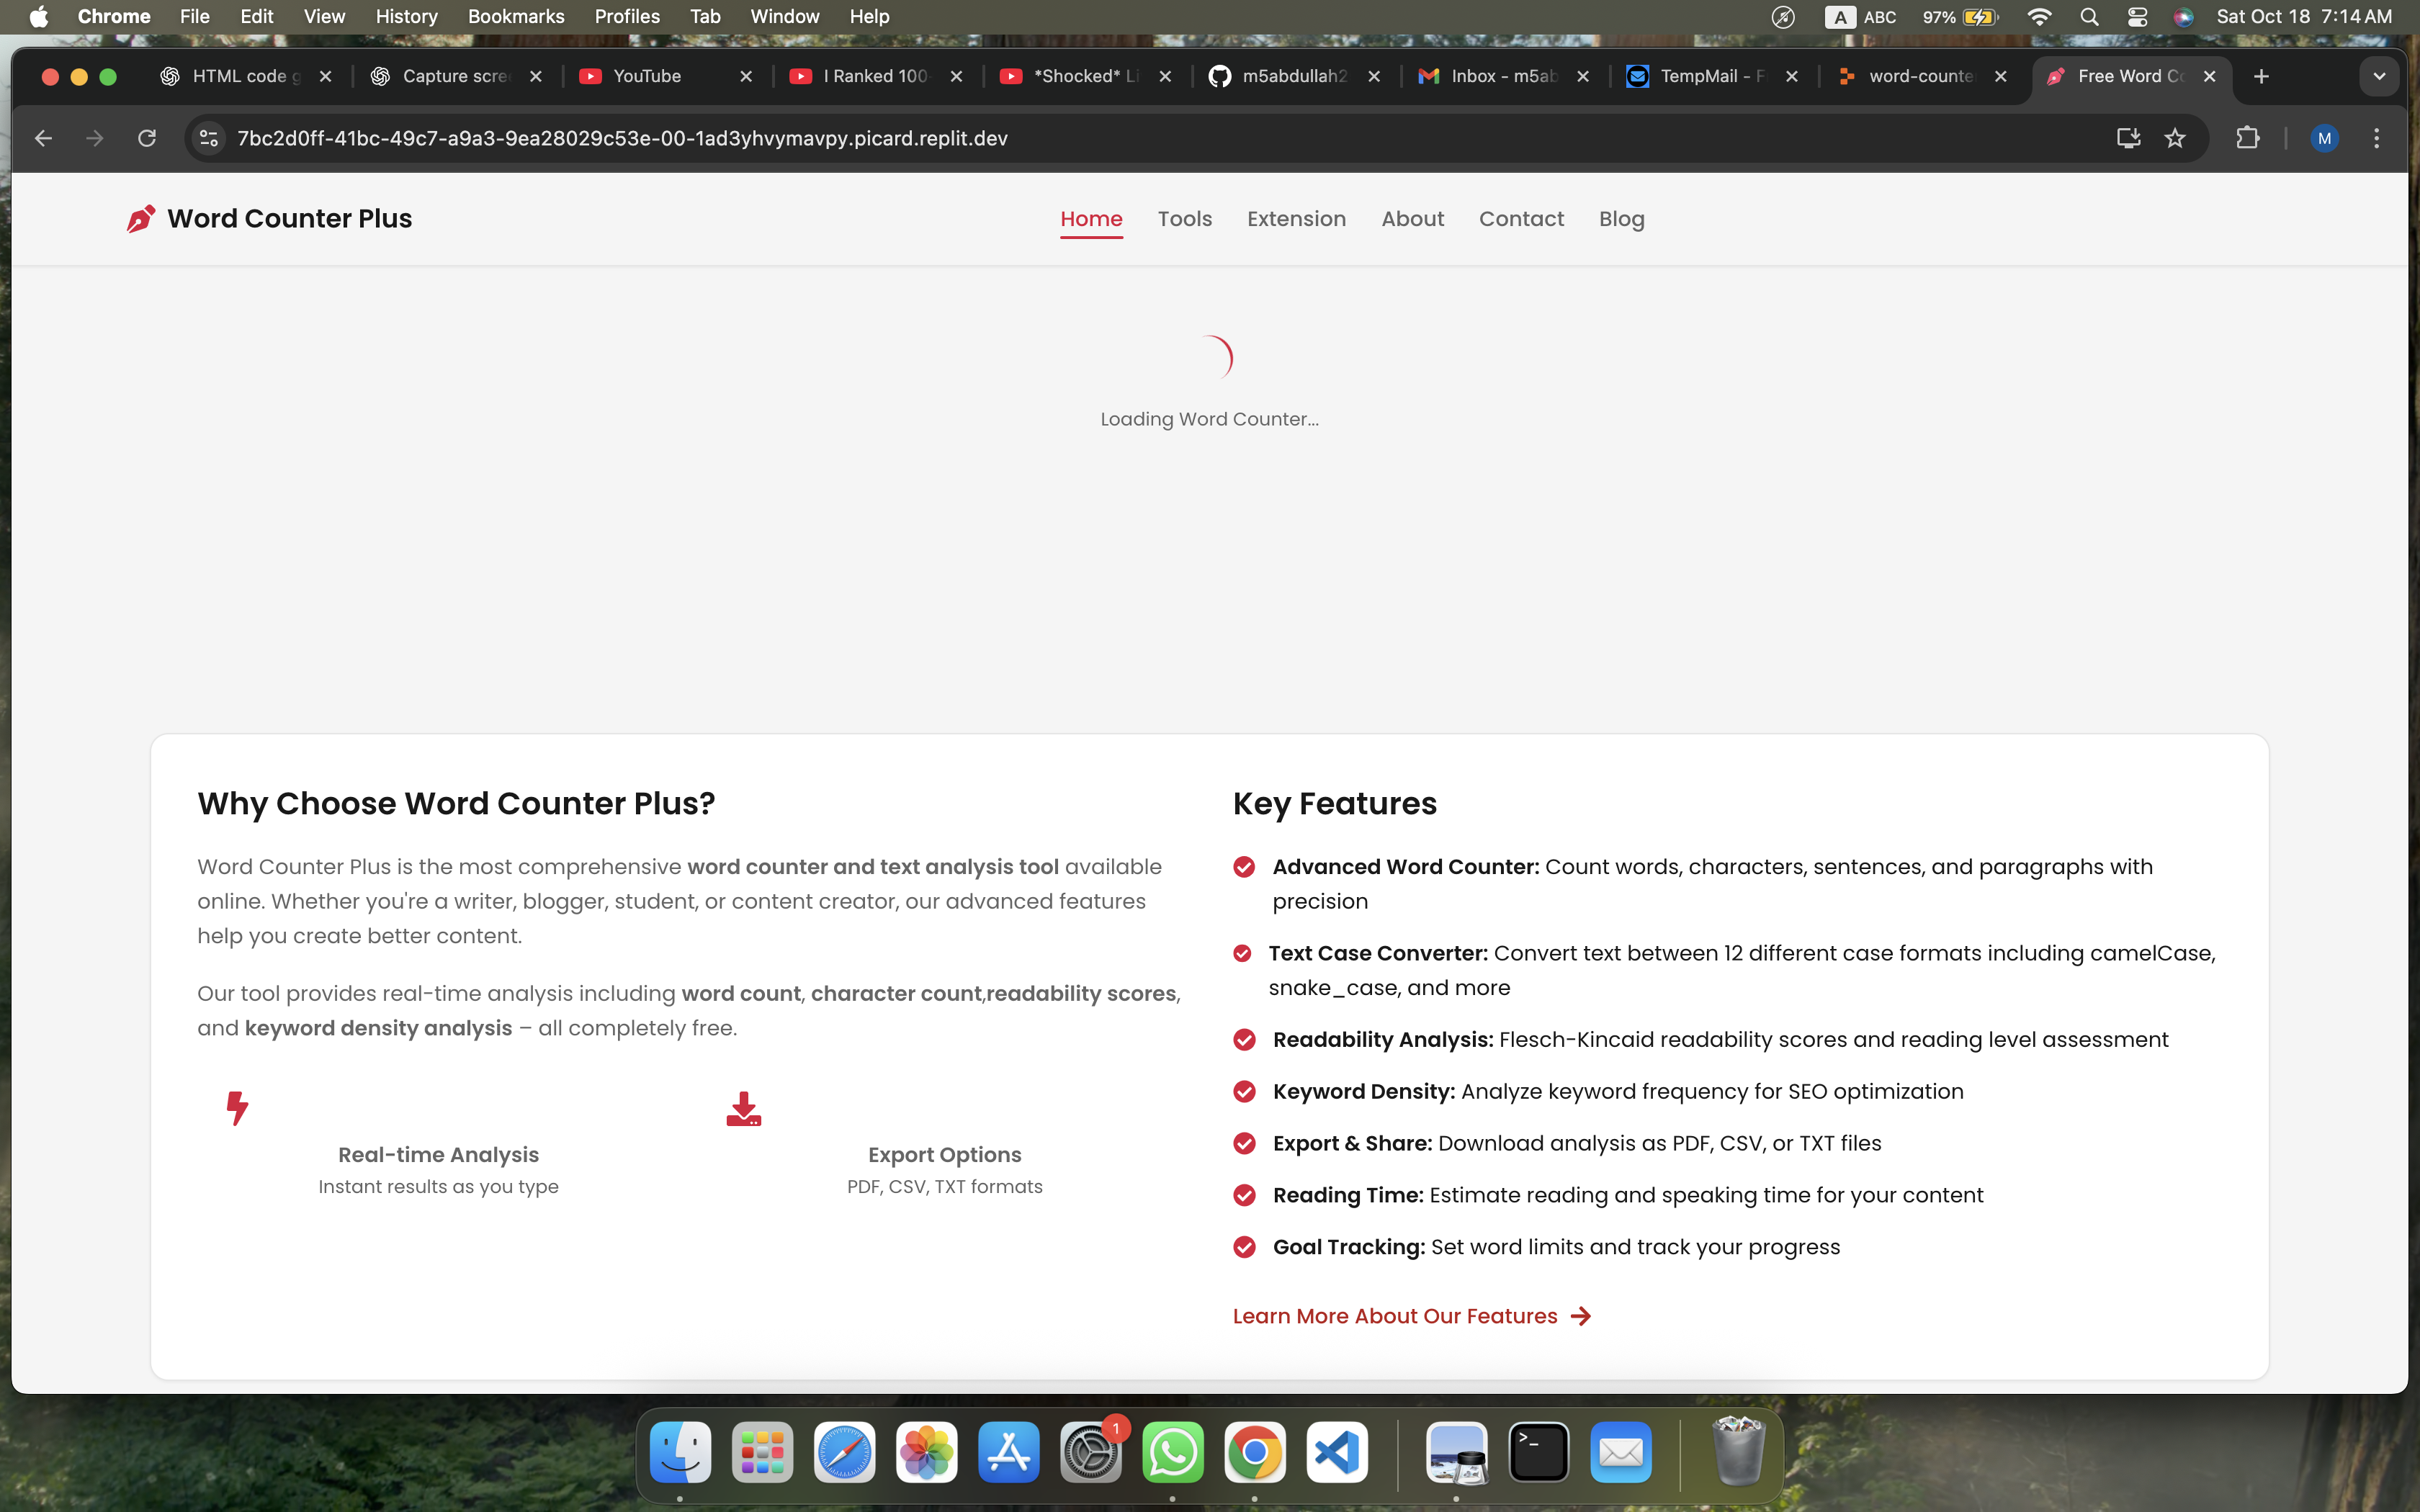 Chrome File Edit View History Bookmarks Profiles Tab Window Help
A ABC 97% Sat Oct 18 7:14 AM
HTML code
Capture scre
YouTube
I Ranked 100
*Shocked* Li
m5abdullah2
Inbox - m5ab
TempMail - F
word-counte
Free Word Co
7bc2d0ff-41bc-49c7-a9a3-9ea28029c53e-00-1ad3yhvymavpy.picard.replit.dev
M
Word Counter Plus
Home Tools Extension About Contact Blog
Loading Word Counter...
Why Choose Word Counter Plus?
Word Counter Plus is the most comprehensive word counter and text analysis tool available
online. Whether you're a writer, blogger, student, or content creator, our advanced features
help you create better content.
Our tool provides real-time analysis including word count, character count,readability scores,
and keyword density analysis – all completely free.
Real-time Analysis
Instant results as you type
Export Options
PDF, CSV, TXT formats
Key Features
Advanced Word Counter: Count words, characters, sentences, and paragraphs with
precision
Text Case Converter: Convert text between 12 different case formats including camelCase,
snake_case, and more
Readability Analysis: Flesch-Kincaid readability scores and reading level assessment
Keyword Density: Analyze keyword frequency for SEO optimization
Export & Share: Download analysis as PDF, CSV, or TXT files
Reading Time: Estimate reading and speaking time for your content
Goal Tracking: Set word limits and track your progress
Learn More About Our Features
1